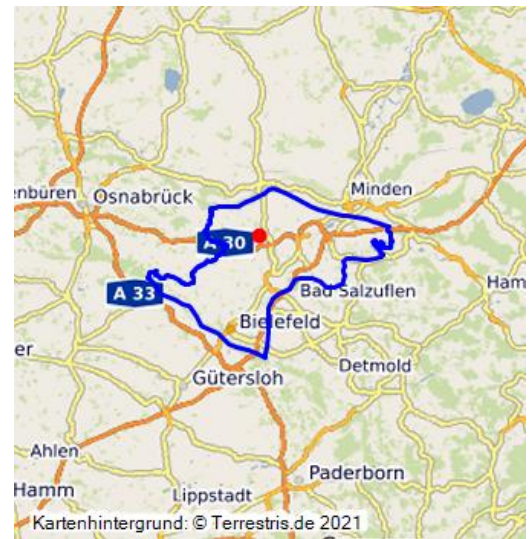 Minden
enbüren
Osnabrück
A 30
A 33
Bad Salzuflen
Ham
Bielefeld
er
Detmold
Gütersloh
Ahlen
Paderborn
Hamm
Lippstadt
Kartenhintergrund: © Terrestris.de 2021